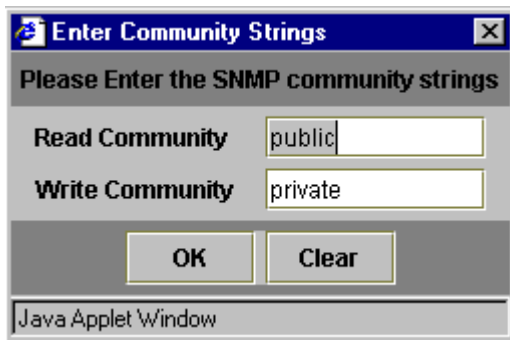 Enter Community Strings
Please Enter the SNMP community strings
Read Community public
Write Community private
OK Clear
Java Applet Window